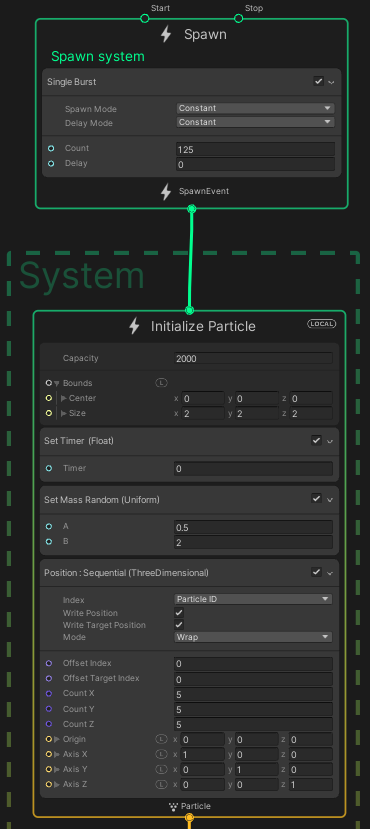 Start Stop
Spawn
Spawn system
Single Burst
Spawn Mode Constant
Delay Mode Constant
Count 125
Delay 0
SpawnEvent
System
Initialize Particle LOCAL
Capacity 2000
Bounds L
Center x 0 y 0 z 0
Size x 2 y 2 z 2
Set Timer (Float)
Timer 0
Set Mass Random (Uniform)
A 0.5
B 2
Position : Sequential (ThreeDimensional)
Index Particle ID
Write Position
Write Target Position
Mode Wrap
Offset Index 0
Offset Target Index 0
Count X 5
Count Y 5
Count Z 5
Origin L x 0 y 0 z 0
Axis X L x 1 y 0 z 0
Axis Y L x 0 y 1 z 0
Axis Z L x 0 y 0 z 1
Particle